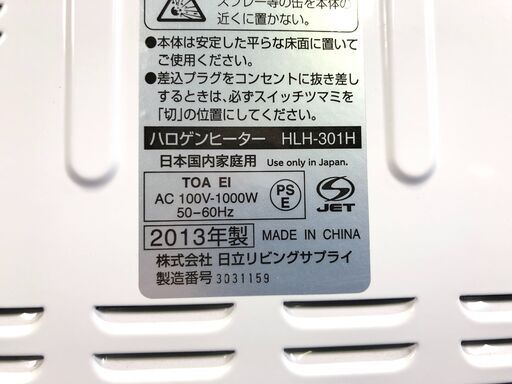 スプレー等の缶を本体の
近くに置かない。
●本体は安定した平らな床面に置いて
ご使用ください。
●差込プラグをコンセントに抜き差し
するときは、必ずスイッチツマミを
「切」の位置にしてください。
ハロゲンヒーター HLH-301H
日本国内家庭用 Use only in Japan.
TOA EI
AC 100V-1000W
50-60Hz
PS
E
JET
2013年製 MADE IN CHINA
株式会社 日立リビングサプライ
製造番号 3031159